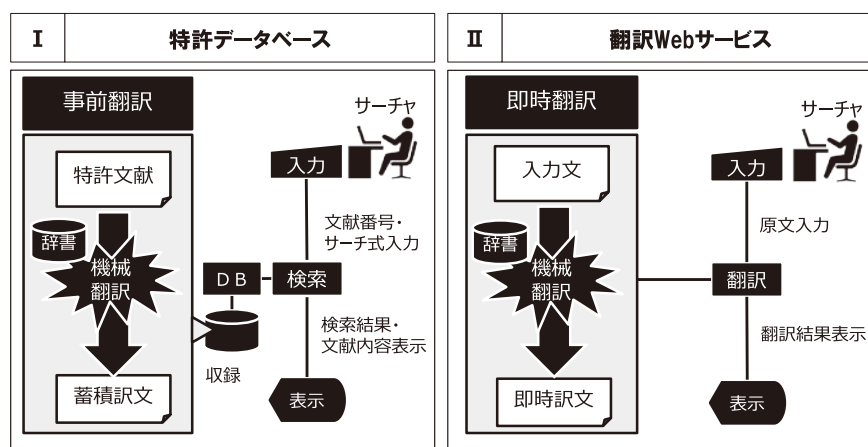 I
特許データベース
事前翻訳
特許文献
辞書
機械
翻訳
蓄積訳文
サーチャ
入力
文献番号・
サーチ式入力
DB
検索
収録
検索結果・
文献内容表示
表示
II
翻訳Webサービス
即時翻訳
入力文
辞書
機械
翻訳
即時訳文
サーチャ
入力
原文入力
翻訳
翻訳結果表示
表示